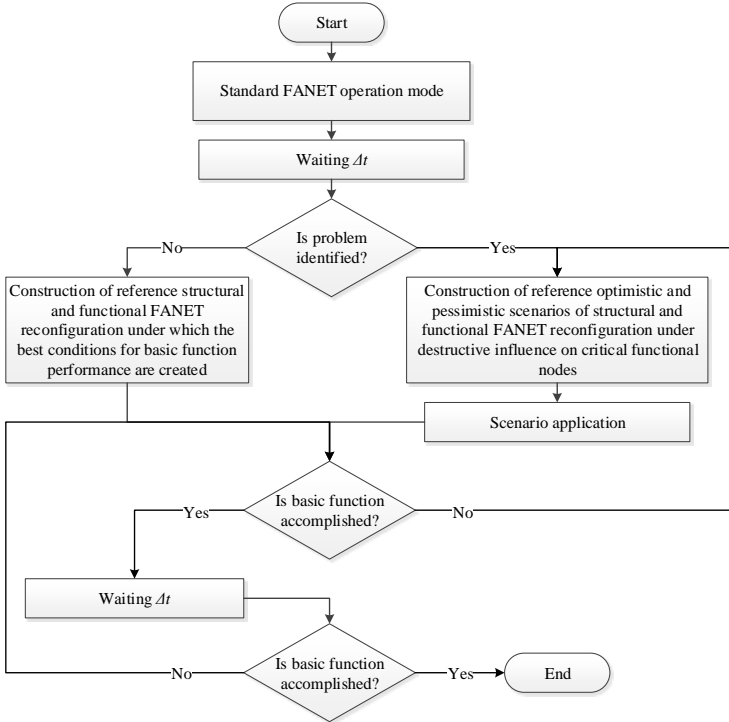 Start
Standard FANET operation mode
Waiting Δt
Is problem
identified?
No
Yes
Construction of reference structural
and functional FANET
reconfiguration under which the
best conditions for basic function
performance are created
Construction of reference optimistic and
pessimistic scenarios of structural and
functional FANET reconfiguration under
destructive influence on critical functional
nodes
Scenario application
Is basic function
accomplished?
Yes
No
Waiting Δt
Is basic function
accomplished?
No
Yes
End